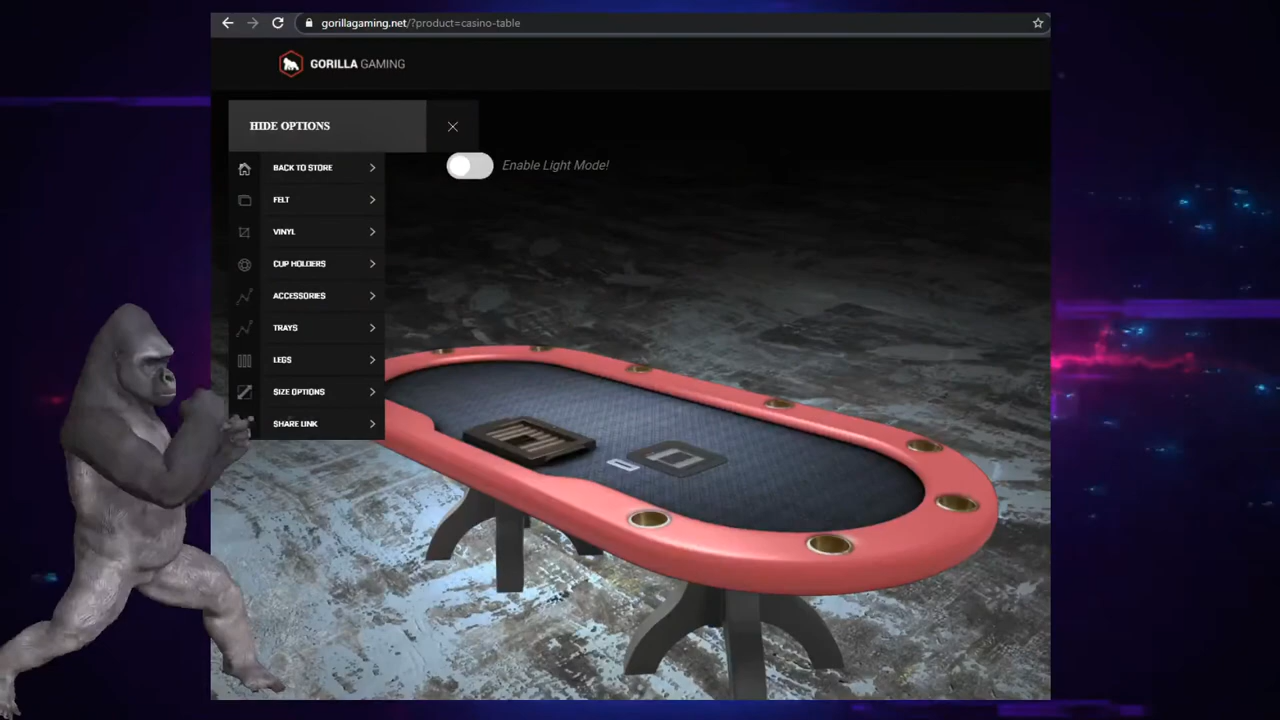 gorillagaming.net/?product=casino-table
GORILLA GAMING
HIDE OPTIONS
Enable Light Mode!
BACK TO STORE
FELT
VINYL
CUP HOLDERS
ACCESSORIES
TRAYS
LEGS
SIZE OPTIONS
SHARE LINK